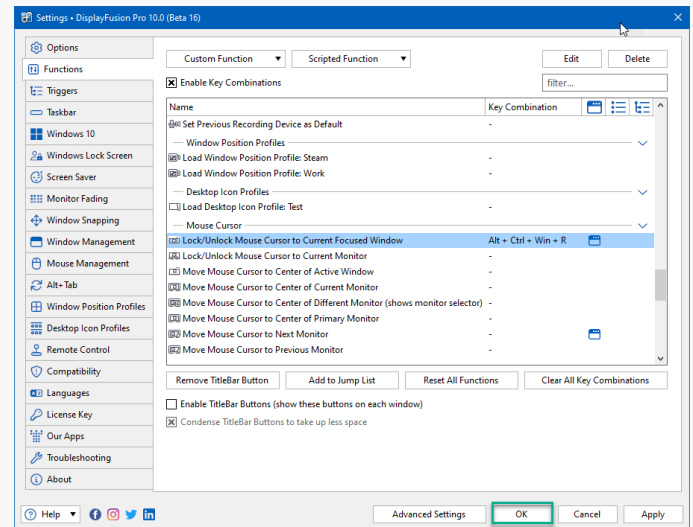 Settings • DisplayFusion Pro 10.0 (Beta 16)
Options
Functions
Triggers
Taskbar
Windows 10
Windows Lock Screen
Screen Saver
Monitor Fading
Window Snapping
Window Management
Mouse Management
Alt+Tab
Window Position Profiles
Desktop Icon Profiles
Remote Control
Compatibility
Languages
License Key
Our Apps
Troubleshooting
About
Custom Function Scripted Function Edit Delete
Enable Key Combinations filter...
Name Key Combination
Set Previous Recording Device as Default -
Window Position Profiles
Load Window Position Profile: Steam -
Load Window Position Profile: Work -
Desktop Icon Profiles
Load Desktop Icon Profile: Test -
Mouse Cursor
Lock/Unlock Mouse Cursor to Current Focused Window Alt + Ctrl + Win + R
Lock/Unlock Mouse Cursor to Current Monitor -
Move Mouse Cursor to Center of Active Window -
Move Mouse Cursor to Center of Current Monitor -
Move Mouse Cursor to Center of Different Monitor (shows monitor selector) -
Move Mouse Cursor to Center of Primary Monitor -
Move Mouse Cursor to Next Monitor -
Move Mouse Cursor to Previous Monitor -
Remove TitleBar Button Add to Jump List Reset All Functions Clear All Key Combinations
Enable TitleBar Buttons (show these buttons on each window)
Condense TitleBar Buttons to take up less space
Help Advanced Settings OK Cancel Apply